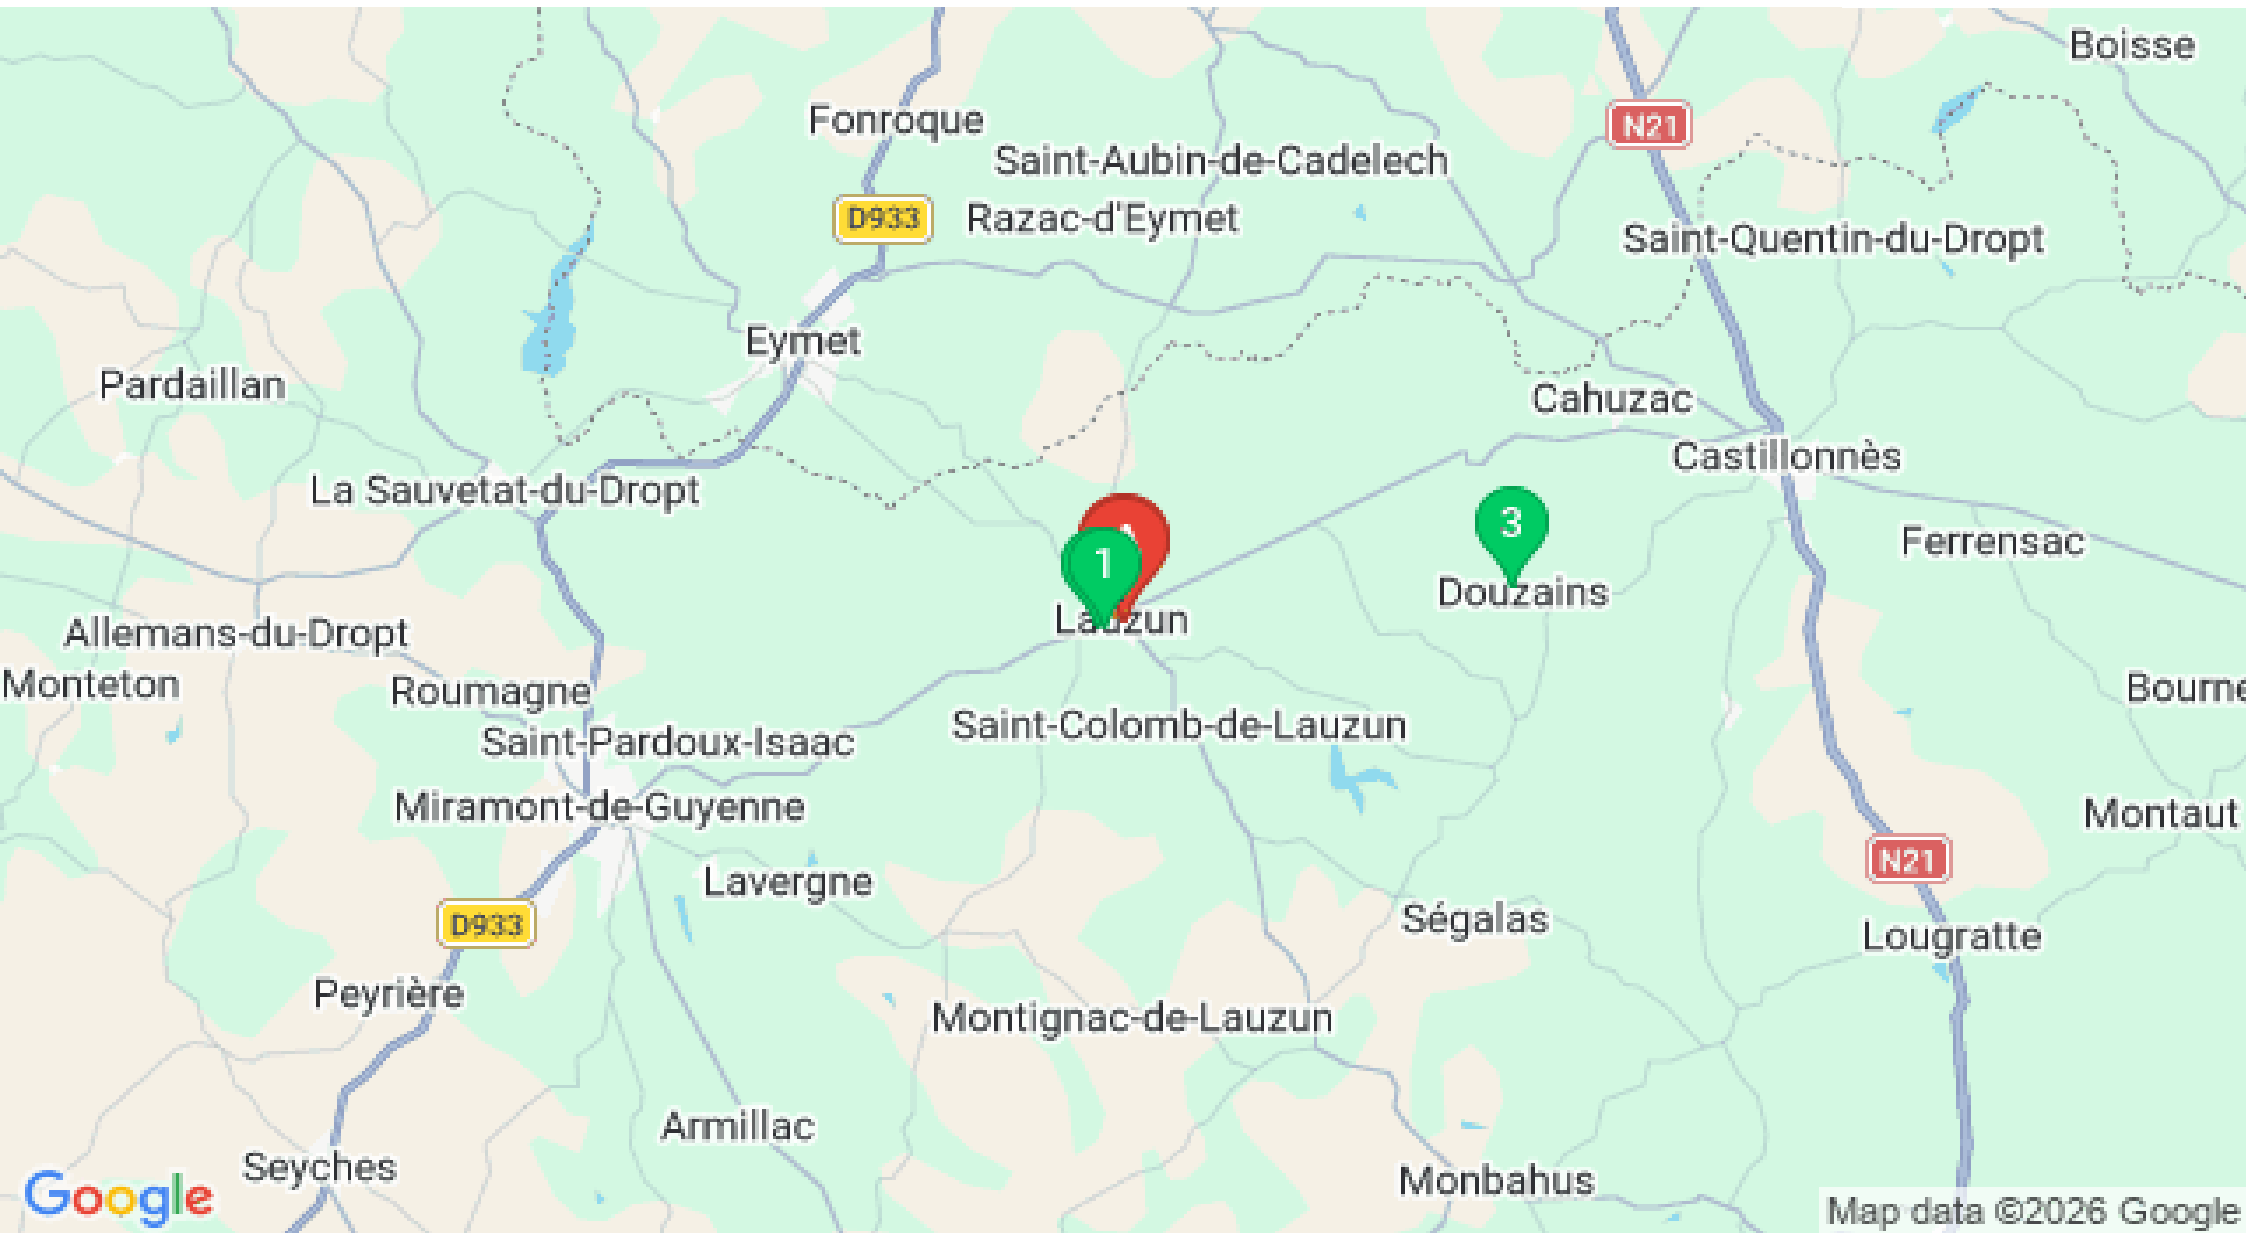 Boisse
Fonroque
N21
Saint-Aubin-de-Cadelech
D933
Razac-d'Eymet
Saint-Quentin-du-Dropt
Eymet
Pardaillan
Cahuzac
Castillonnès
La Sauvetat-du-Dropt
3
1
Ferrensac
Douzains
Lauzun
Allemans-du-Dropt
Monteton
Roumagne
Bourne
Saint-Colomb-de-Lauzun
Saint-Pardoux-Isaac
Miramont-de-Guyenne
Montaut
N21
Lavergne
Ségalas
D933
Lougratte
Peyrière
Montignac-de-Lauzun
Armillac
Seyches
Monbahus
Google
Map data ©2026 Google